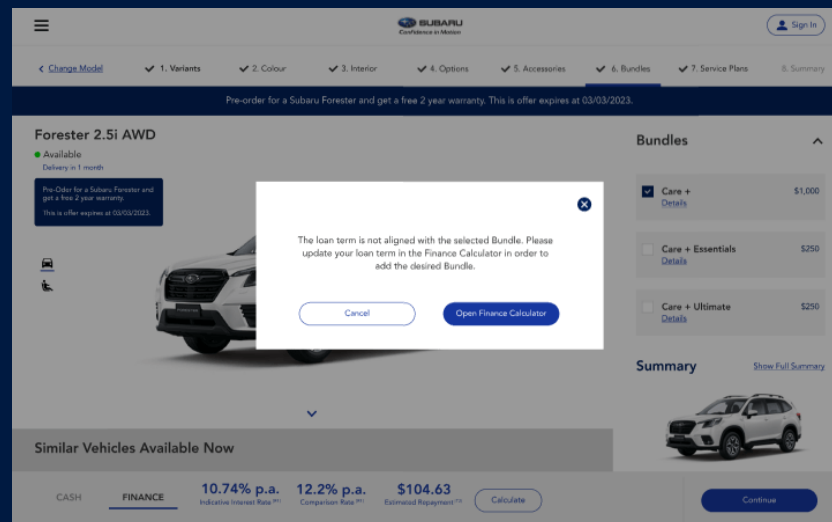 SUBARU
Confidence in Motion
Sign In
Change Model
1. Variants
2. Colour
3. Interior
4. Options
5. Accessories
6. Bundles
7. Service Plans
8. Summary
Pre-order for a Subaru Forester and get a free 2 year warranty. This is offer expires at 03/03/2023.
Forester 2.5i AWD
Available
Delivery in 1 month
Pre-Oder for a Subaru Forester and
get a free 2 year warranty.
This is offer expires at 03/03/2023.
The loan term is not aligned with the selected Bundle. Please
update your loan term in the Finance Calculator in order to
add the desired Bundle.
Cancel
Open Finance Calculator
Bundles
Care +
$1,000
Details
Care + Essentials
$250
Details
Care + Ultimate
$250
Details
Summary
Show Full Summary
Similar Vehicles Available Now
CASH
FINANCE
10.74% p.a.
Indicative Interest Rate
12.2% p.a.
Comparison Rate
$104.63
Estimated Repayment
Calculate
Continue